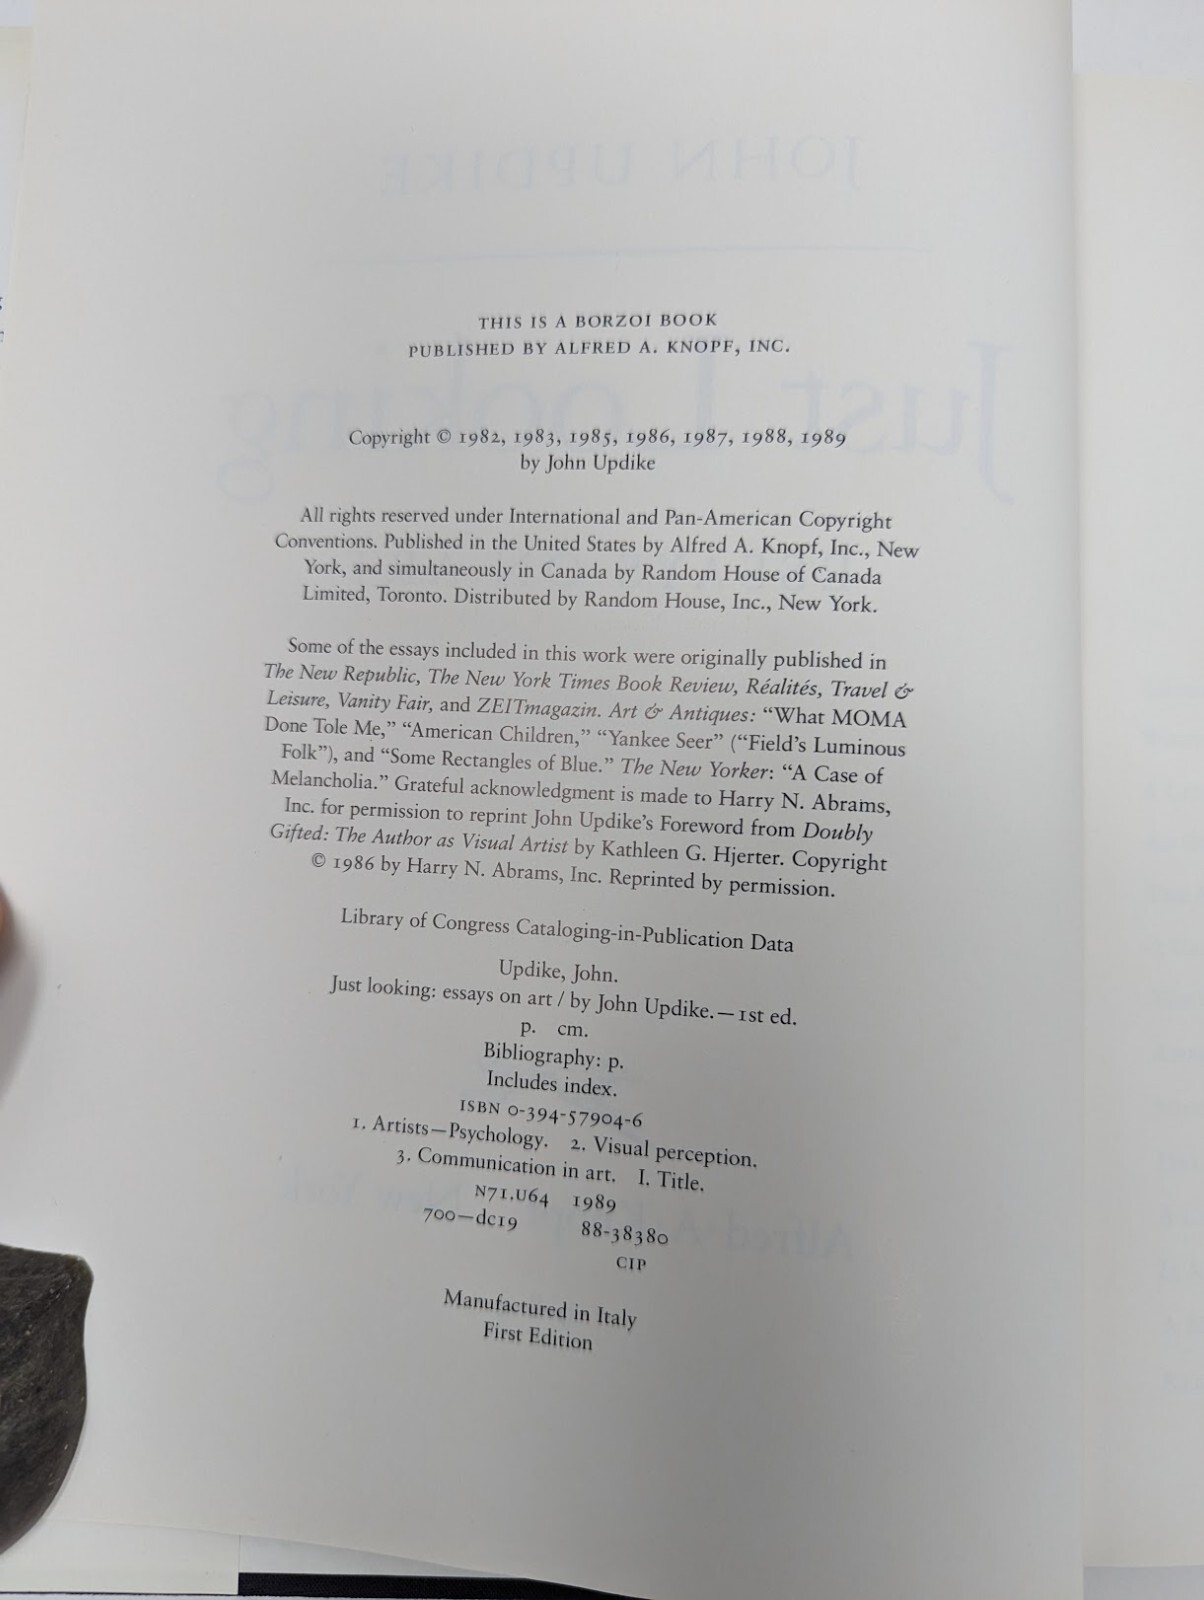 THIS IS A BORZOI BOOK
PUBLISHED BY ALFRED A. KNOPF, INC.
Copyright © 1982, 1983, 1985, 1986, 1987, 1988, 1989
by John Updike
All rights reserved under International and Pan-American Copyright
Conventions. Published in the United States by Alfred A. Knopf, Inc., New
York, and simultaneously in Canada by Random House of Canada
Limited, Toronto. Distributed by Random House, Inc., New York.
Some of the essays included in this work were originally published in
The New Republic, The New York Times Book Review, Réalités, Travel &
Leisure, Vanity Fair, and ZEITmagazin. Art & Antiques: “What MOMA
Done Tole Me,” “American Children,” “Yankee Seer” (“Field’s Luminous
Folk”), and “Some Rectangles of Blue.” The New Yorker: “A Case of
Melancholia.” Grateful acknowledgment is made to Harry N. Abrams,
Inc. for permission to reprint John Updike’s Foreword from Doubly
Gifted: The Author as Visual Artist by Kathleen G. Hjerter. Copyright
© 1986 by Harry N. Abrams, Inc. Reprinted by permission.
Library of Congress Cataloging-in-Publication Data
Updike, John.
Just looking: essays on art / by John Updike.—1st ed.
p. cm.
Bibliography: p.
Includes index.
ISBN 0-394-57904-6
1. Artists—Psychology. 2. Visual perception.
3. Communication in art. I. Title.
N71.U64 1989
700—dc19 88-38380
CIP
Manufactured in Italy
First Edition